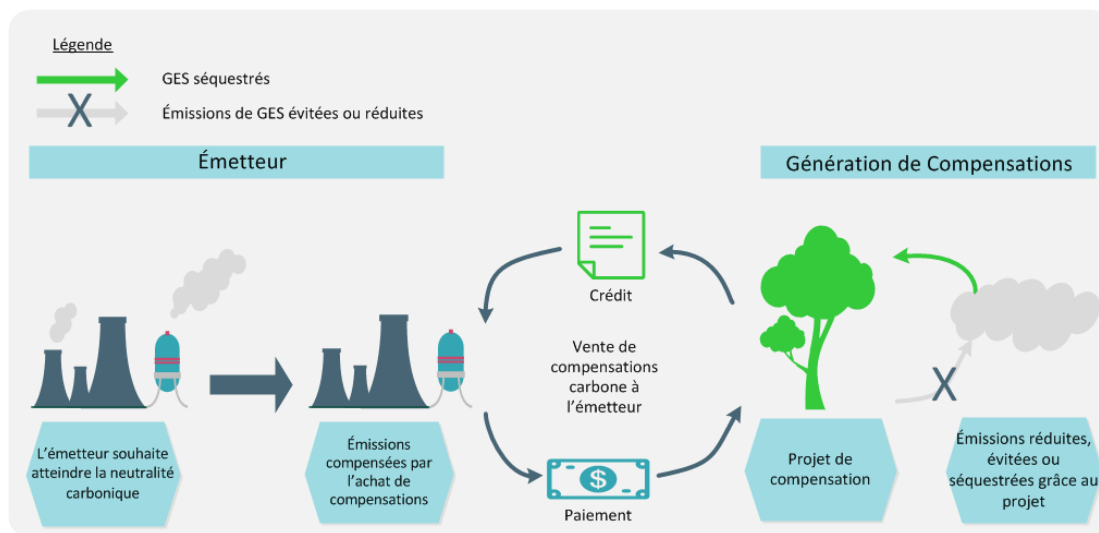 Légende
GES séquestrés
X
Émissions de GES évitées ou réduites
Émetteur
Génération de Compensations
Crédit
Vente de
compensations
carbone à
l'émetteur
$
Paiement
L'émetteur souhaite
atteindre la neutralité
carbonique
Émissions
compensées par
l'achat de
compensations
Projet de
compensation
X
Émissions réduites,
évitées ou
séquestrées grâce au
projet